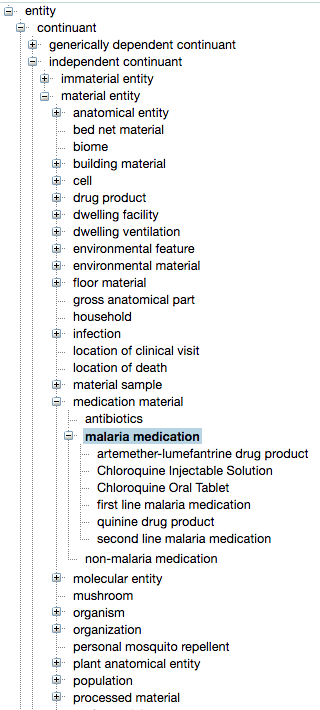 entity
continuant
generically dependent continuant
independent continuant
immaterial entity
material entity
anatomical entity
bed net material
biome
building material
cell
drug product
dwelling facility
dwelling ventilation
environmental feature
environmental material
floor material
gross anatomical part
household
infection
location of clinical visit
location of death
material sample
medication material
antibiotics
malaria medication
artemether-lumefantrine drug product
Chloroquine Injectable Solution
Chloroquine Oral Tablet
first line malaria medication
quinine drug product
second line malaria medication
non-malaria medication
molecular entity
mushroom
organism
organization
personal mosquito repellent
plant anatomical entity
population
processed material